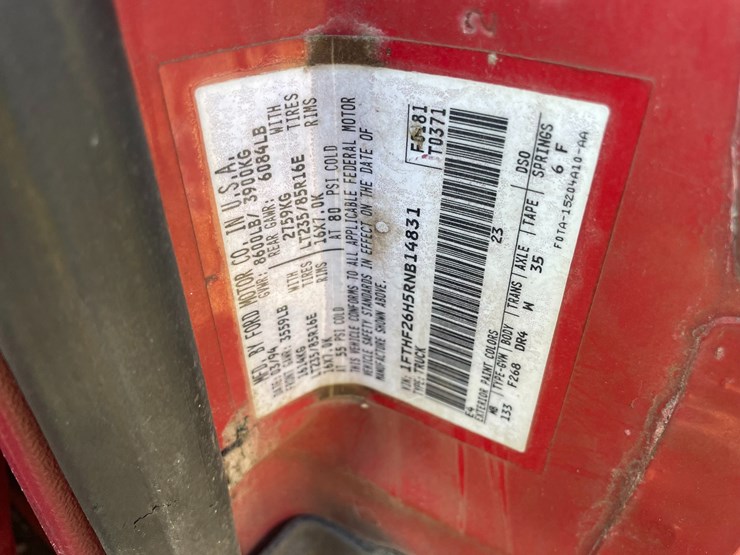 MFD. BY FORD MOTOR CO. IN U.S.A.
DATE: 03/94 GVWR: 8600LB/ 3900KG
FRONT GAWR: 3559LB REAR GAWR: 6084LB
1614KG WITH 2759KG WITH
LT235/85R16E TIRES LT235/85R16E TIRES
16X7.0K RIMS 16X7.0K RIMS
AT 55 PSI COLD AT 80 PSI COLD
THIS VEHICLE CONFORMS TO ALL APPLICABLE FEDERAL MOTOR
VEHICLE SAFETY STANDARDS IN EFFECT ON THE DATE OF
MANUFACTURE SHOWN ABOVE.
VIN: 1FTHF26H5RNB14831
TYPE: TRUCK
F0181
T0371
E4 23
EXTERIOR PAINT COLORS DSO
WB TYPE-GVW BODY TRANS AXLE TAPE SPRINGS
133 F268 DR4 W 35 6 F
F0TA-15204A10-AA